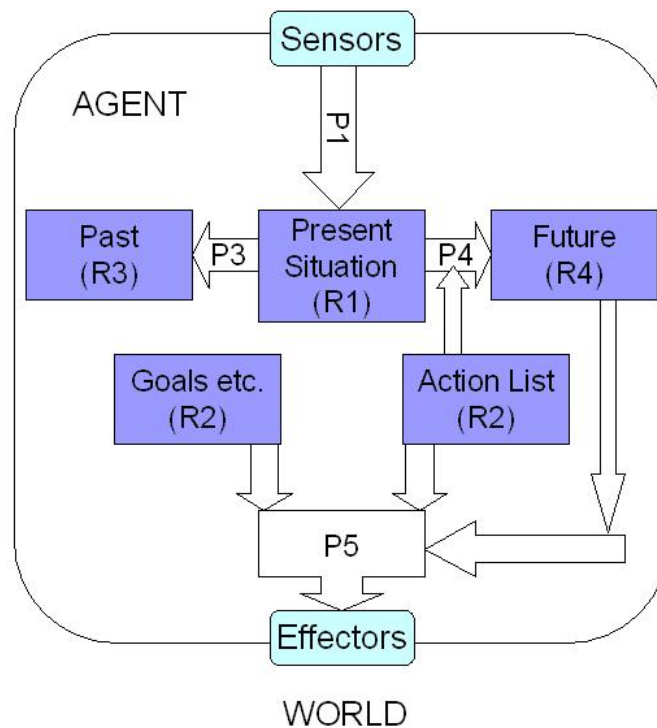 Sensors
AGENT
P1
Past
(R3)
P3
Present
Situation
(R1)
P4
Future
(R4)
Goals etc.
(R2)
Action List
(R2)
P5
Effectors
WORLD